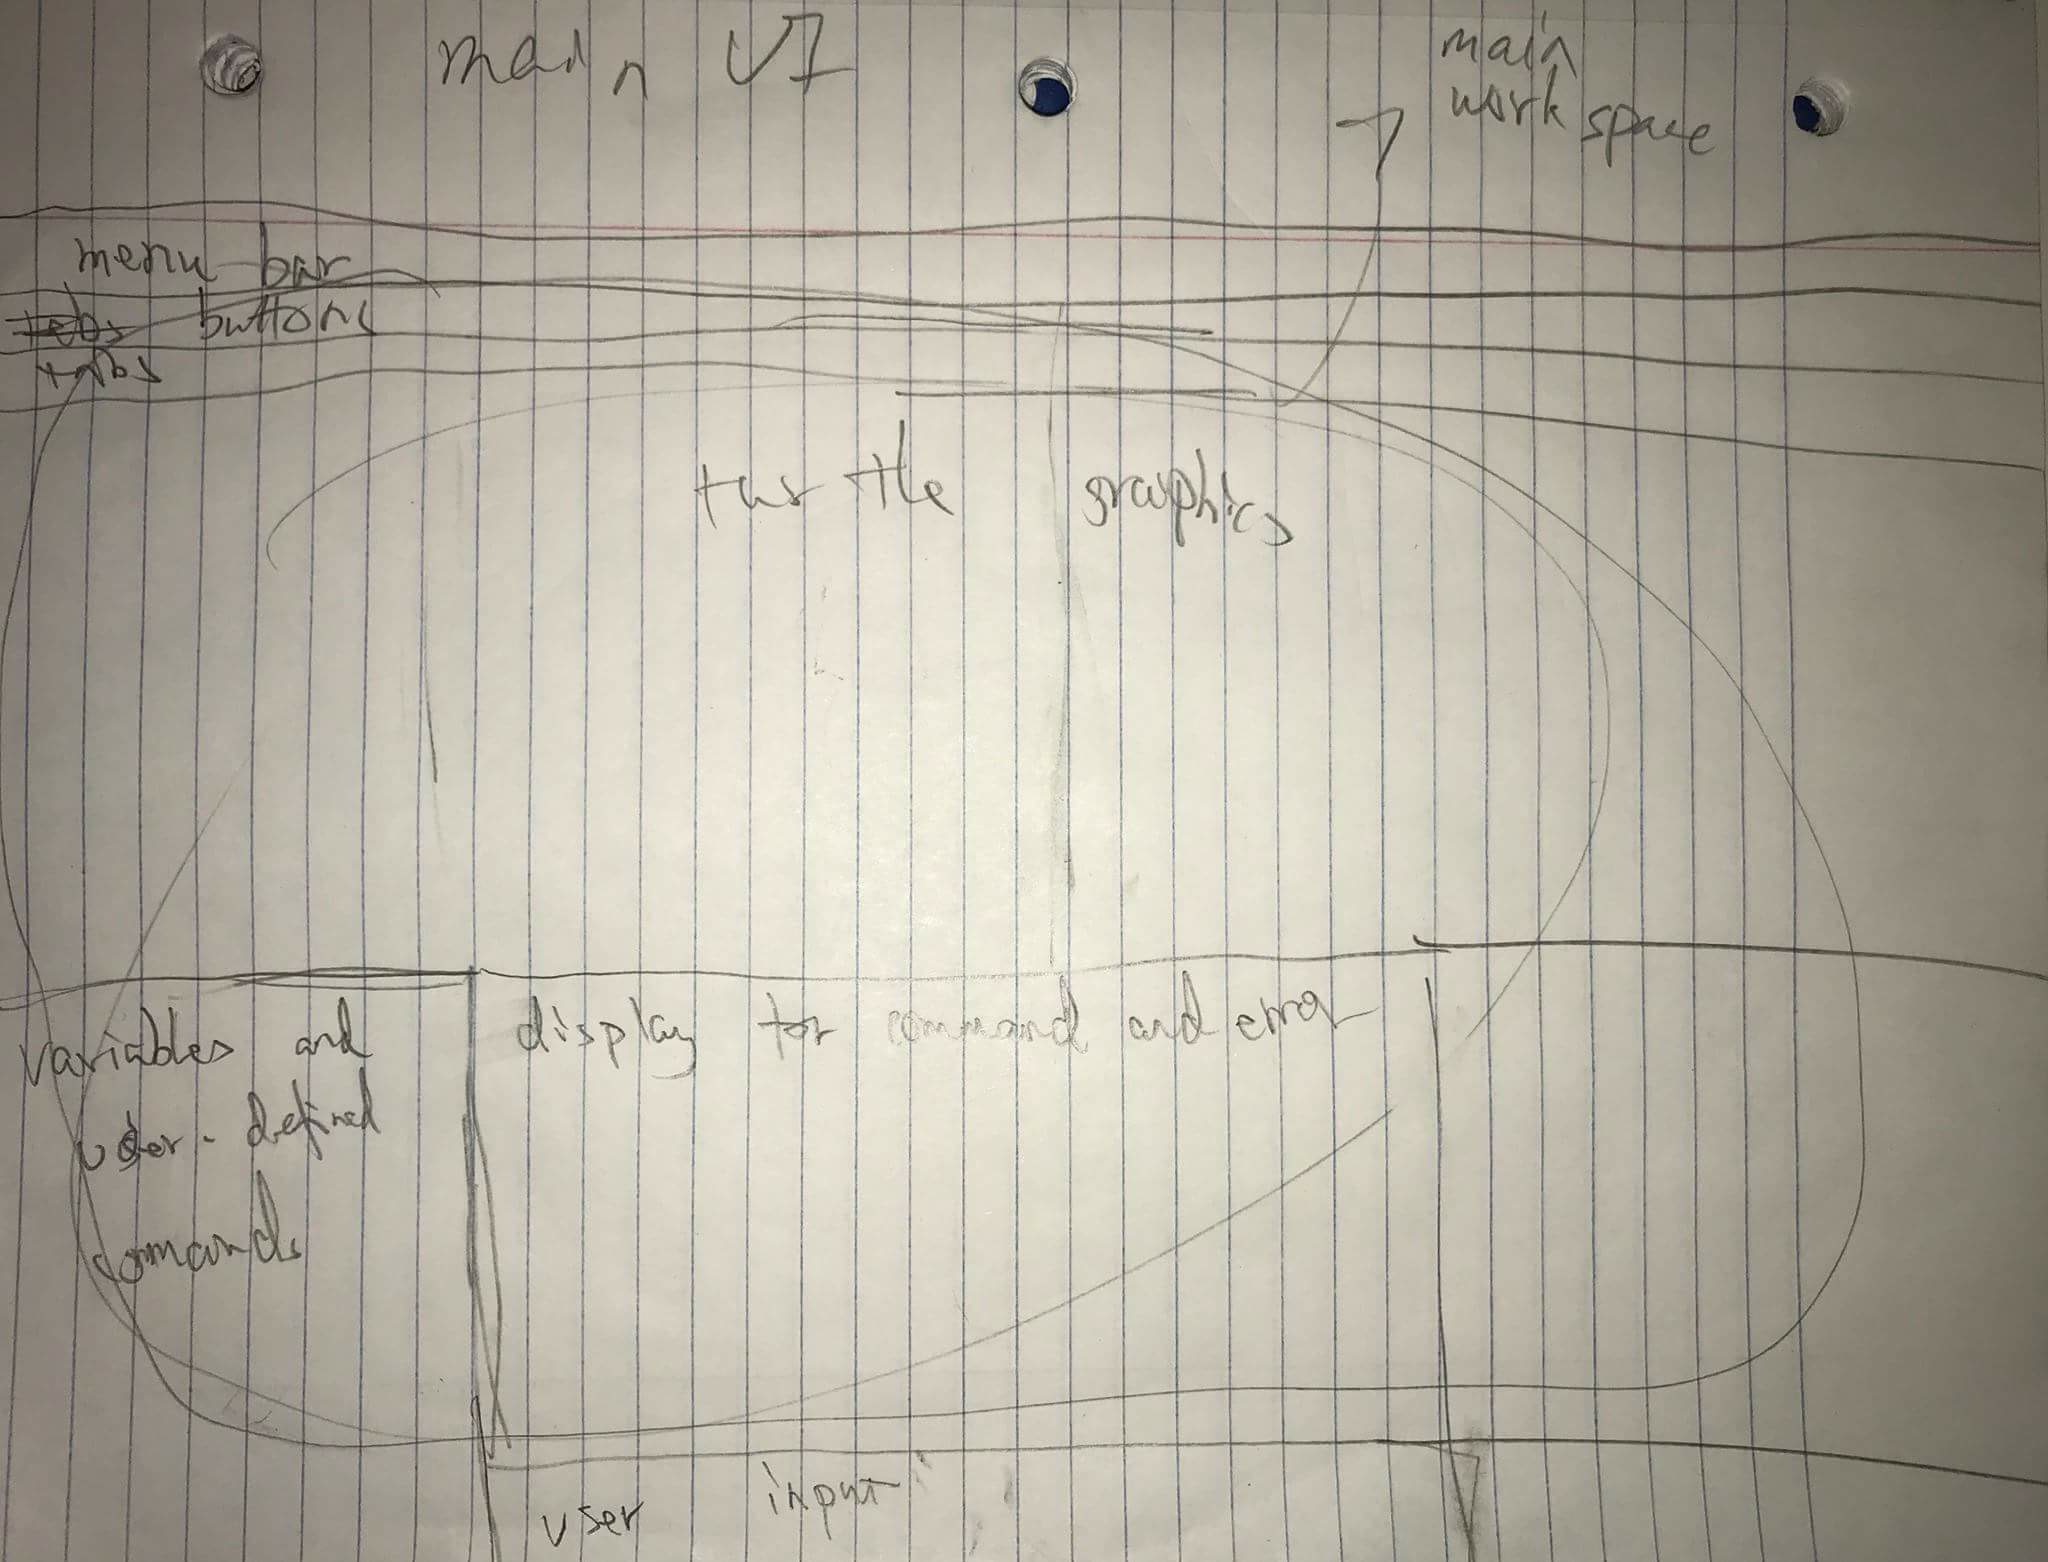 main UI
main
work space
menu bar
tabs buttons
tabs
turtle graphics
variables and
user-defined
commands
display for command and error
user input